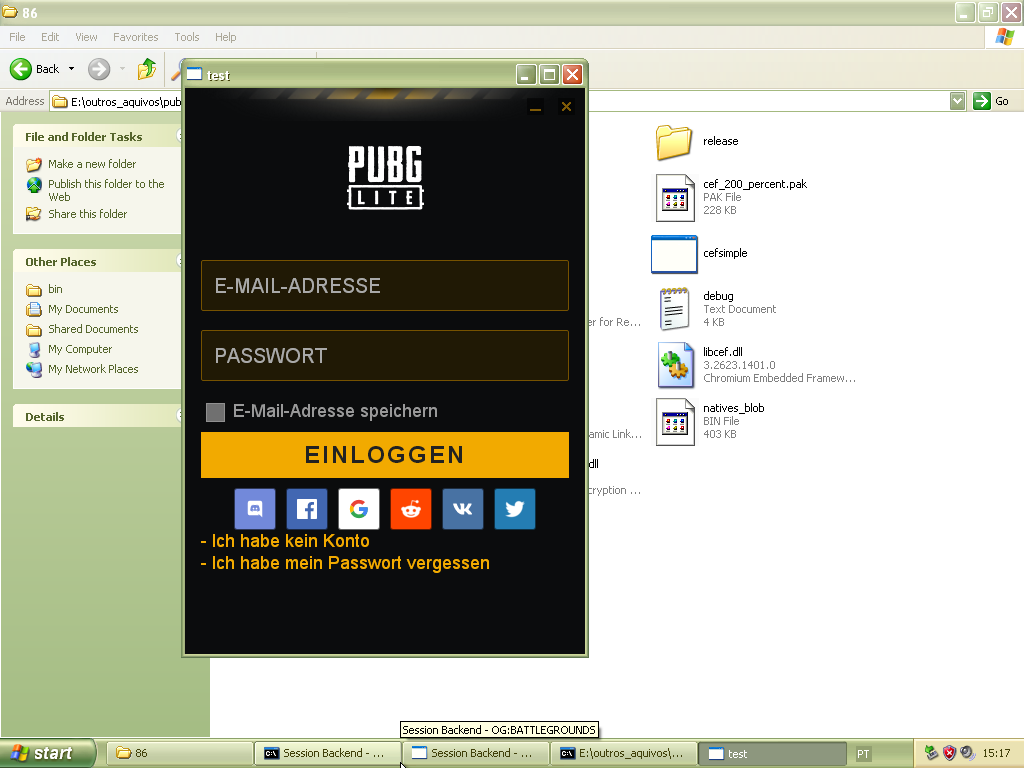 86
File Edit View Favorites Tools Help
Back
Address E:\outros_aquivos\pub
Go
File and Folder Tasks
Make a new folder
Publish this folder to the
Web
Share this folder
Other Places
bin
My Documents
Shared Documents
My Computer
My Network Places
Details
test
PUBG
LITE
E-MAIL-ADRESSE
PASSWORT
E-Mail-Adresse speichern
EINLOGGEN
- Ich habe kein Konto
- Ich habe mein Passwort vergessen
er for Re...
amic Link...
dll
cryption ...
release
cef_200_percent.pak
PAK File
228 KB
cefsimple
debug
Text Document
4 KB
libcef.dll
3.2623.1401.0
Chromium Embedded Framew...
natives_blob
BIN File
403 KB
Session Backend - OG:BATTLEGROUNDS
start
86
Session Backend - ...
Session Backend - ...
E:\outros_aquivos\...
test
PT
15:17